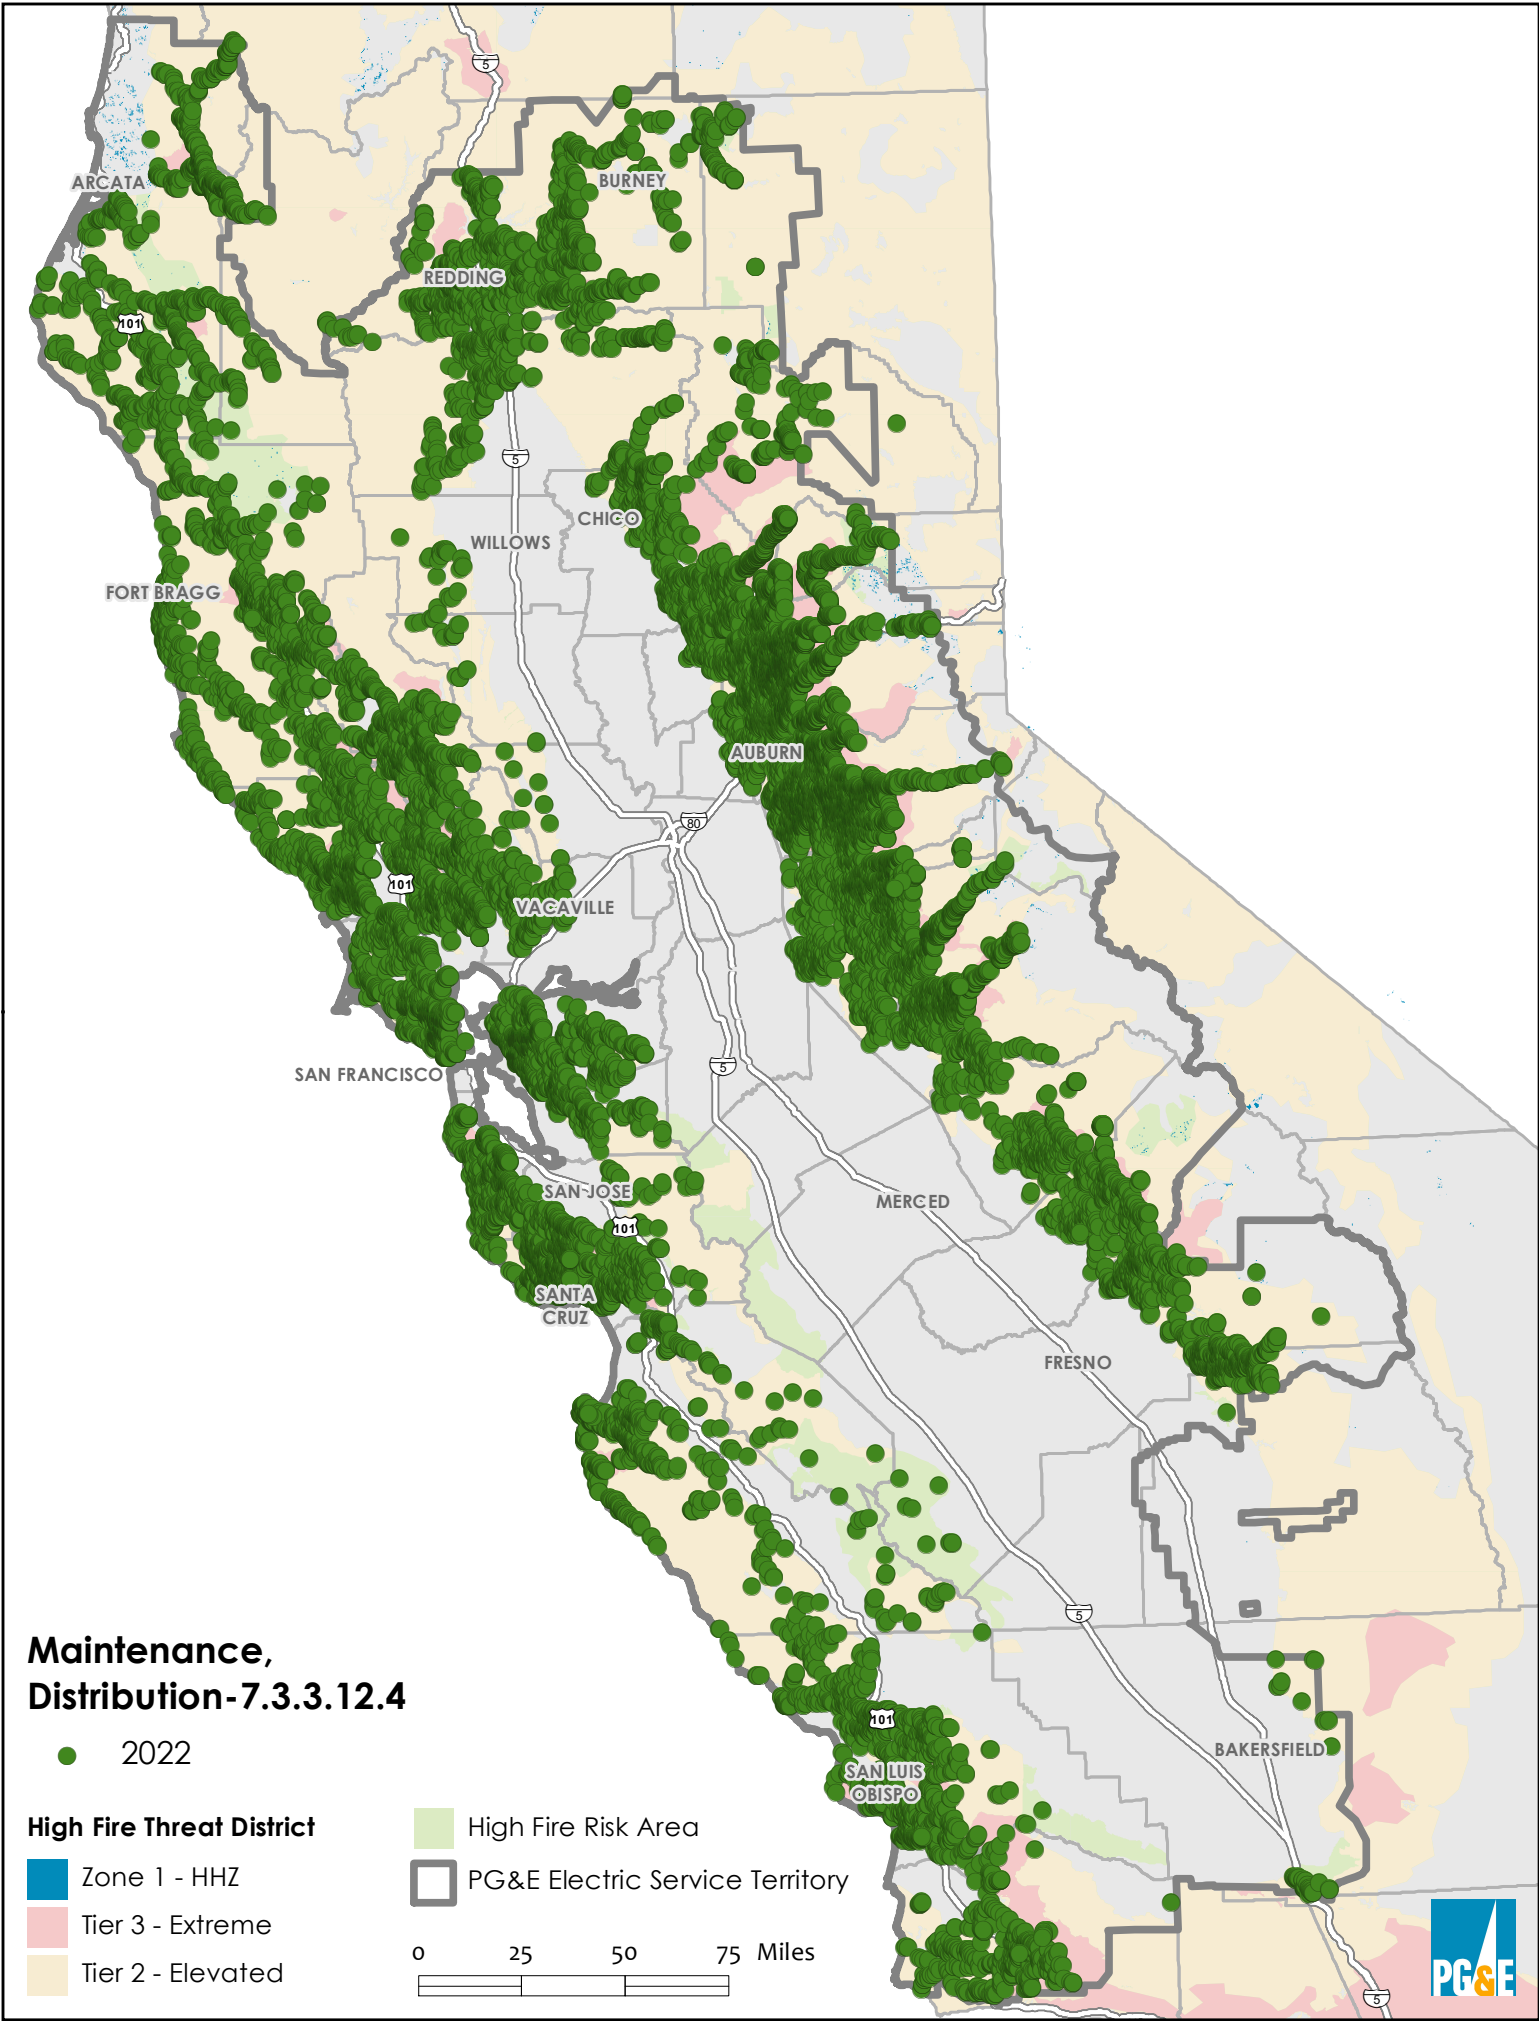 5
ARCATA
BURNEY
REDDING
101
5
CHICO
WILLOWS
FORT BRAGG
AUBURN
80
101
VACAVILLE
5
SAN FRANCISCO
SAN JOSE
MERCED
101
SANTA
CRUZ
FRESNO
5
Maintenance,
Distribution-7.3.3.12.4
2022
101
BAKERSFIELD
SAN LUIS
OBISPO
High Fire Threat District
Zone 1 - HHZ
Tier 3 - Extreme
Tier 2 - Elevated
High Fire Risk Area
PG&E Electric Service Territory
0 25 50 75 Miles
PG&E
5